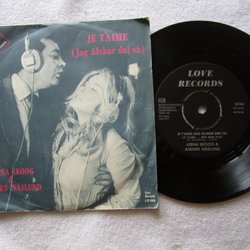 JE T'AIME
(Jag älskar dej så)
NA SKOOG
&
RS NÄSLUND
LOVE
RECORDS
JE T'AIME (JAG ÄLSKAR DEJ SÅ)
LEENA SKOOG &
ANDERS NÄSLUND